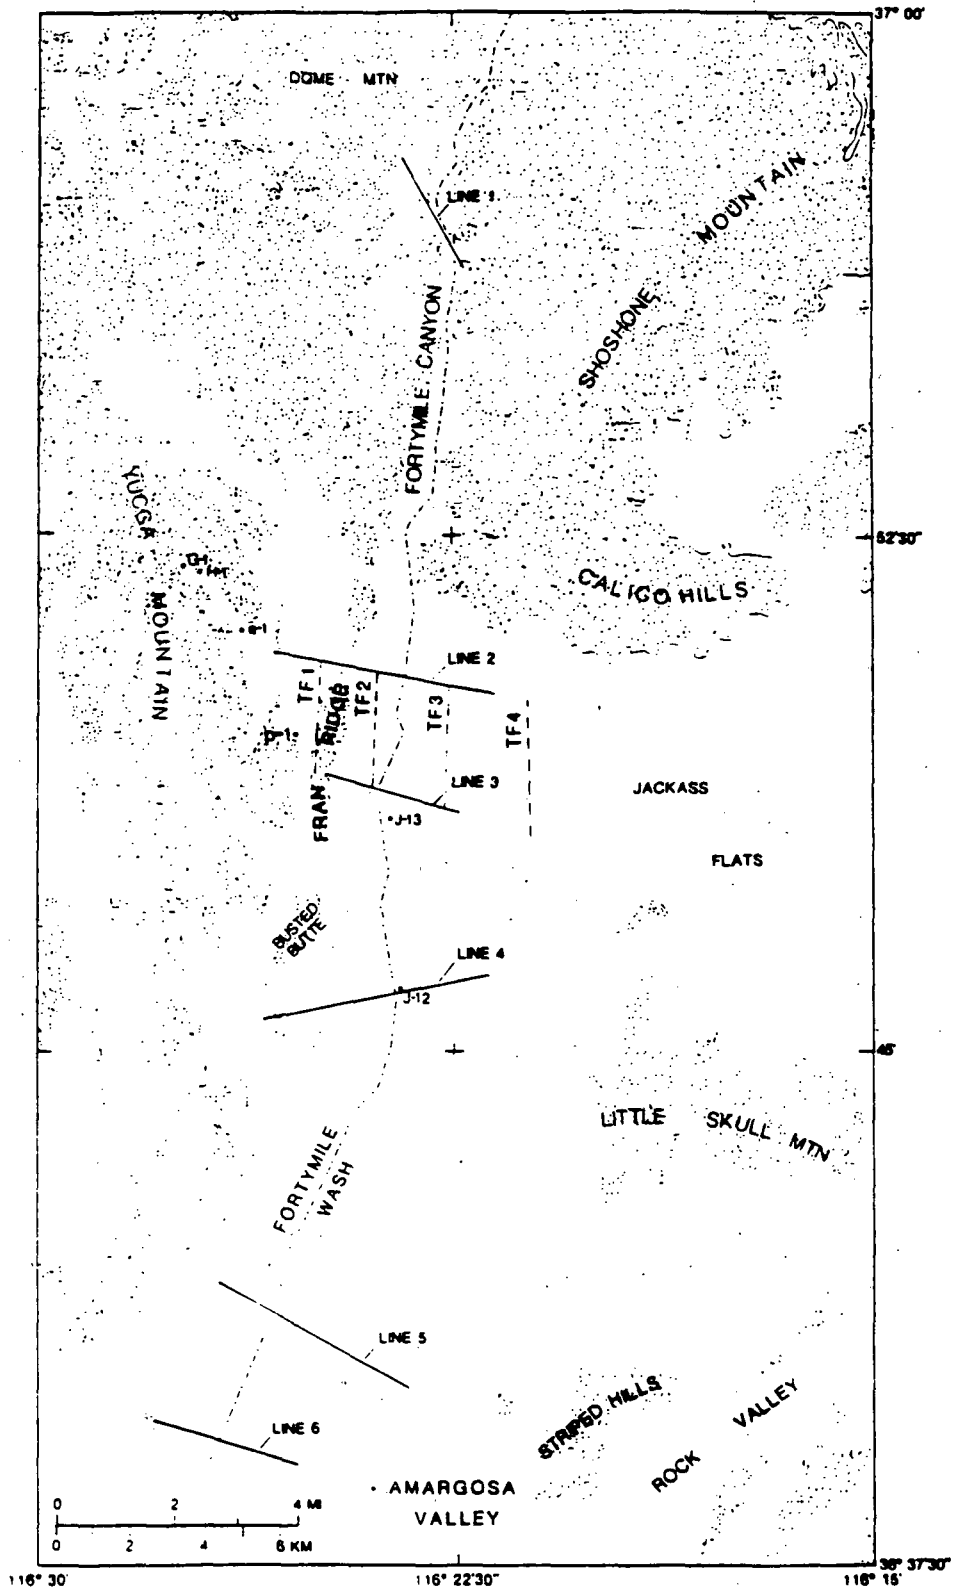 37° 00'
DOME MTN
LINE 1
SHOSHONE MOUNTAIN
FORTYMILE CANYON
YUCCA MOUNTAIN
52'30"
CALICO HILLS
LINE 2
TF 1
TF2
TF3
TF4
FRAN RIDGE
LINE 3
J-13
JACKASS
FLATS
BUSTED
BUTTE
LINE 4
J-12
45'
LITTLE SKULL MTN
FORTYMILE
WASH
LINE 5
LINE 6
STRIPED HILLS
ROCK VALLEY
AMARGOSA
VALLEY
0 2 4 MI
0 2 4 6 KM
36° 37'30"
116° 30'
116° 22'30"
116° 15'